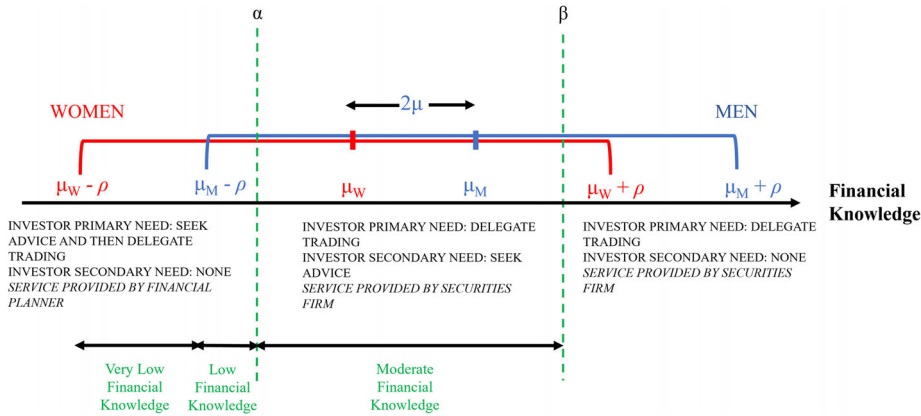 α
β
2μ
WOMEN
MEN
μW - ρ
μM - ρ
μW
μM
μW + ρ
μM + ρ
Financial
Knowledge
INVESTOR PRIMARY NEED: SEEK
ADVICE AND THEN DELEGATE
TRADING
INVESTOR SECONDARY NEED: NONE
SERVICE PROVIDED BY FINANCIAL
PLANNER
INVESTOR PRIMARY NEED: DELEGATE
TRADING
INVESTOR SECONDARY NEED: SEEK
ADVICE
SERVICE PROVIDED BY SECURITIES
FIRM
INVESTOR PRIMARY NEED: DELEGATE
TRADING
INVESTOR SECONDARY NEED: NONE
SERVICE PROVIDED BY SECURITIES
FIRM
Very Low
Financial
Knowledge
Low
Financial
Knowledge
Moderate
Financial
Knowledge